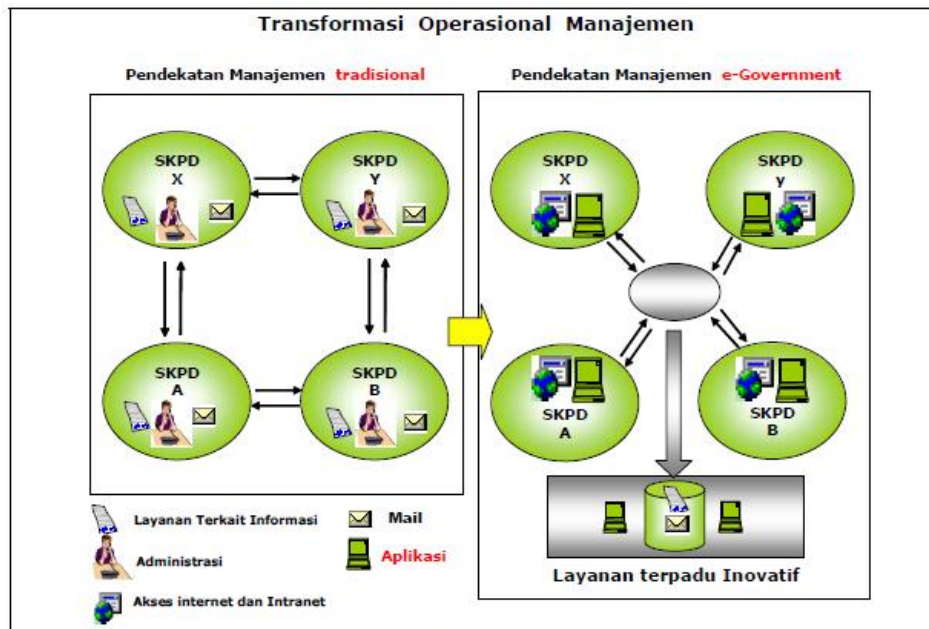 Transformasi Operasional Manajemen
Pendekatan Manajemen tradisional
SKPD
X
SKPD
Y
SKPD
A
SKPD
B
Pendekatan Manajemen e-Government
SKPD
X
SKPD
y
SKPD
A
SKPD
B
Layanan terpadu Inovatif
Layanan Terkait Informasi
Mail
Administrasi
Aplikasi
Akses internet dan Intranet